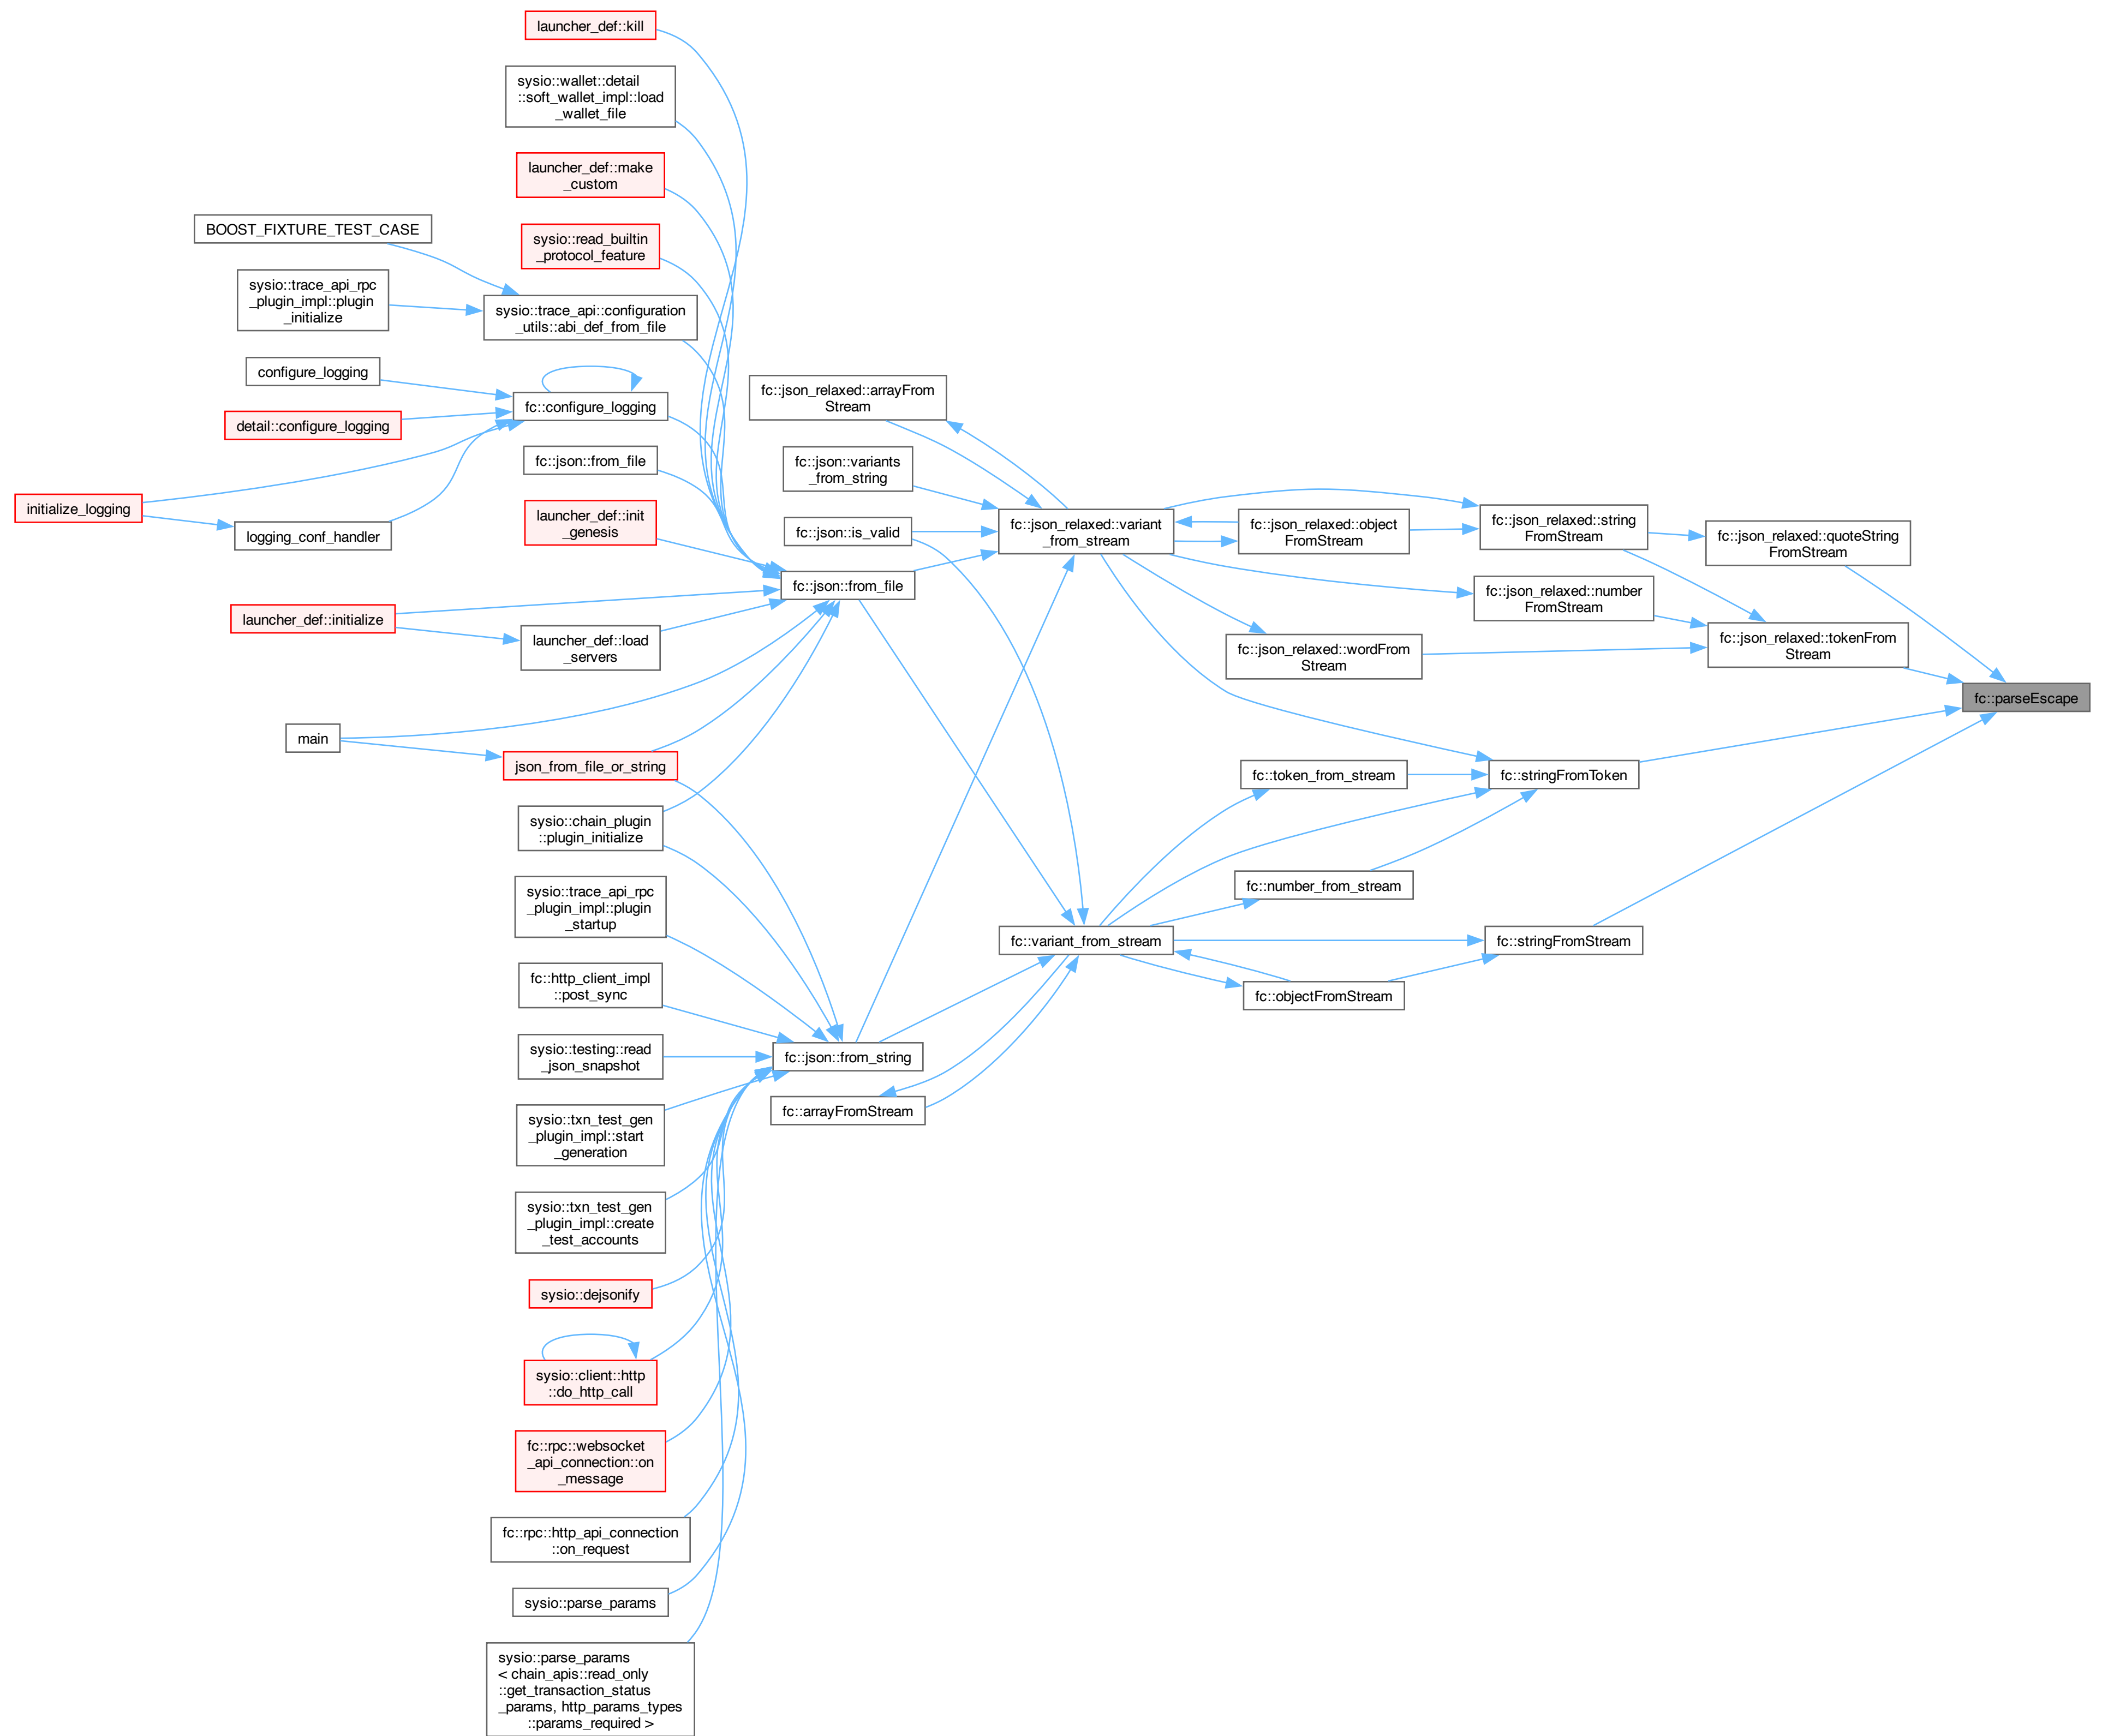 launcher_def::kill
sysio::wallet::detail
::soft_wallet_impl::load
_wallet_file
launcher_def::make
_custom
sysio::read_builtin
_protocol_feature
BOOST_FIXTURE_TEST_CASE
sysio::trace_api_rpc
_plugin_impl::plugin
_initialize
sysio::trace_api::configuration
_utils::abi_def_from_file
configure_logging
fc::configure_logging
detail::configure_logging
fc::json::from_file
initialize_logging
logging_conf_handler
launcher_def::init
_genesis
fc::json::from_file
launcher_def::initialize
launcher_def::load
_servers
main
json_from_file_or_string
sysio::chain_plugin
::plugin_initialize
sysio::trace_api_rpc
_plugin_impl::plugin
_startup
fc::http_client_impl
::post_sync
sysio::testing::read
_json_snapshot
fc::json::from_string
sysio::txn_test_gen
_plugin_impl::start
_generation
sysio::txn_test_gen
_plugin_impl::create
_test_accounts
sysio::dejsonify
sysio::client::http
::do_http_call
fc::rpc::websocket
_api_connection::on
_message
fc::rpc::http_api_connection
::on_request
sysio::parse_params
sysio::parse_params
< chain_apis::read_only
::get_transaction_status
_params, http_params_types
::params_required >
fc::json_relaxed::arrayFrom
Stream
fc::json::variants
_from_string
fc::json::is_valid
fc::json_relaxed::variant
_from_stream
fc::json_relaxed::object
FromStream
fc::json_relaxed::string
FromStream
fc::json_relaxed::quoteString
FromStream
fc::json_relaxed::number
FromStream
fc::json_relaxed::wordFrom
Stream
fc::json_relaxed::tokenFrom
Stream
fc::parseEscape
fc::token_from_stream
fc::stringFromToken
fc::number_from_stream
fc::variant_from_stream
fc::stringFromStream
fc::objectFromStream
fc::arrayFromStream